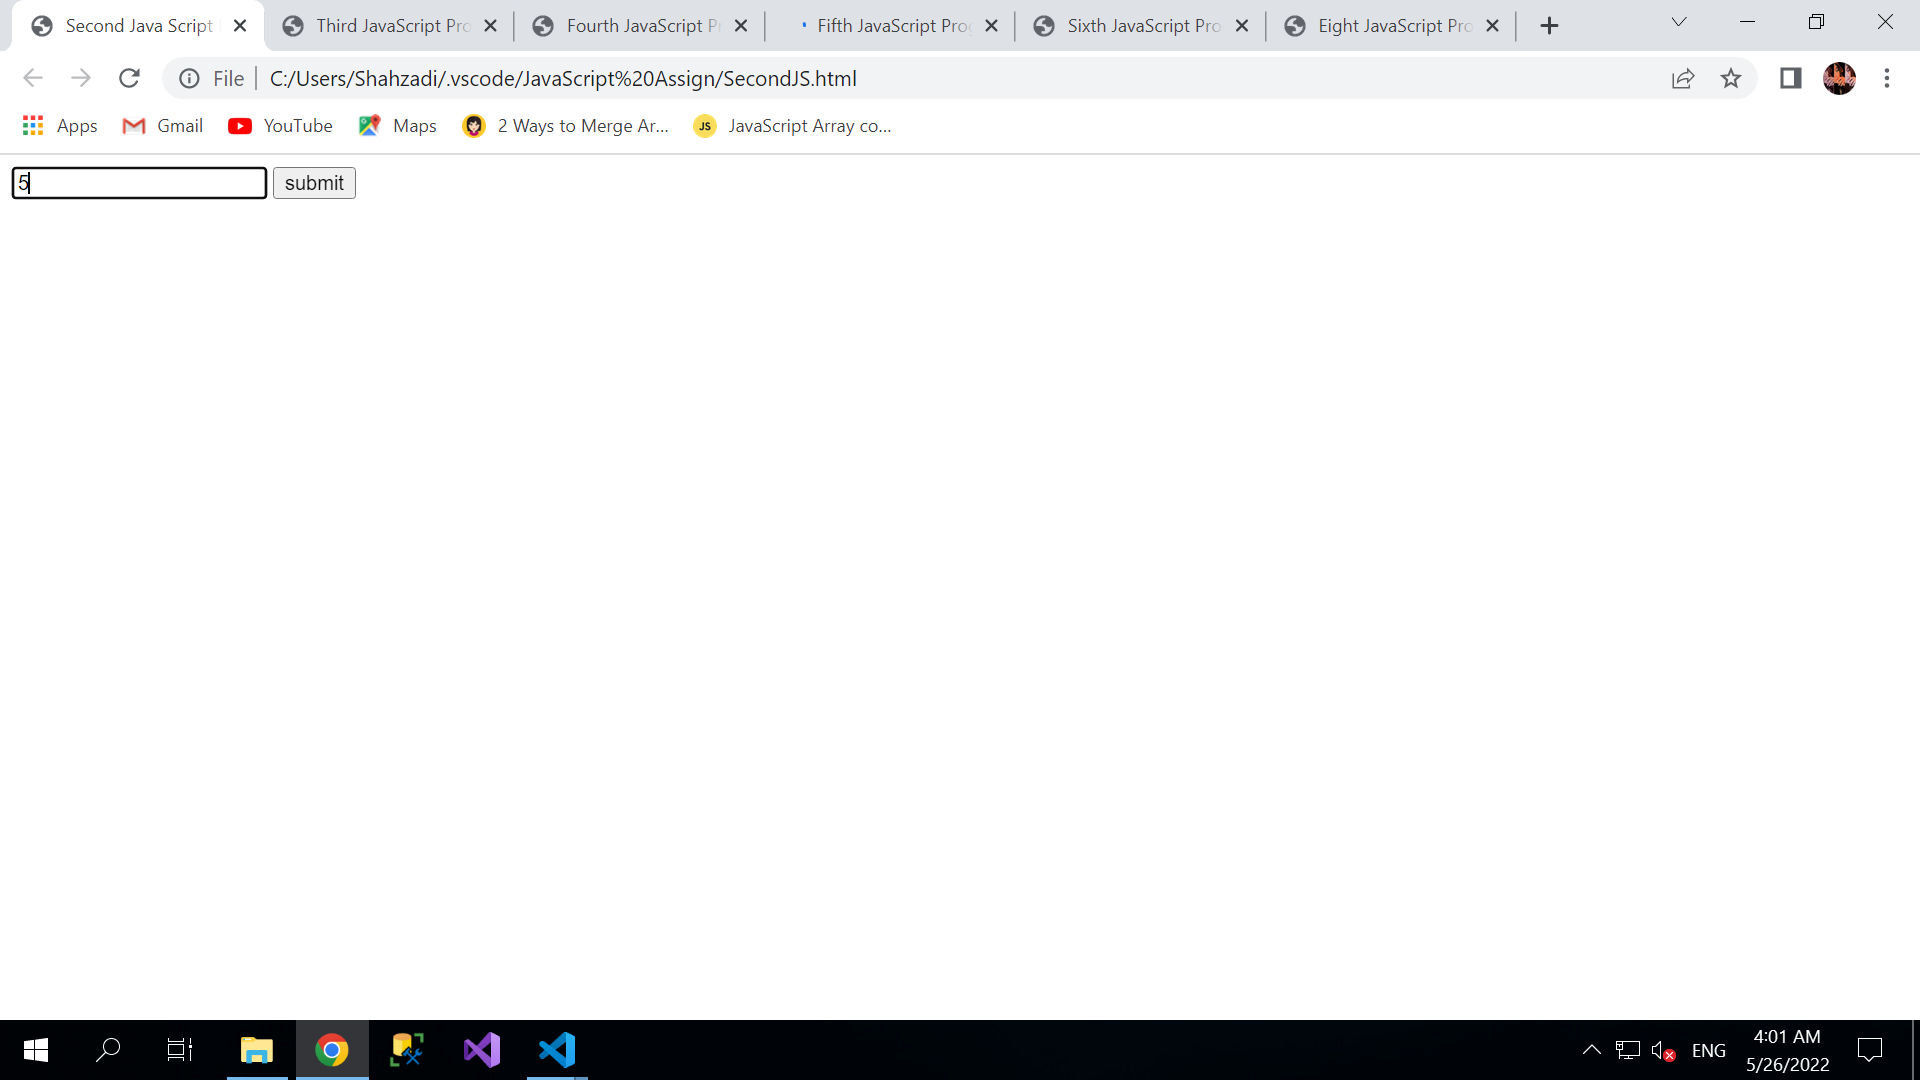 Second Java Script
Third JavaScript Pro
Fourth JavaScript P
Fifth JavaScript Pro
Sixth JavaScript Pro
Eight JavaScript Pro
File
C:/Users/Shahzadi/.vscode/JavaScript%20Assign/SecondJS.html
Apps
Gmail
YouTube
Maps
2 Ways to Merge Ar...
JS
JavaScript Array co...
5
submit
ENG
4:01 AM
5/26/2022